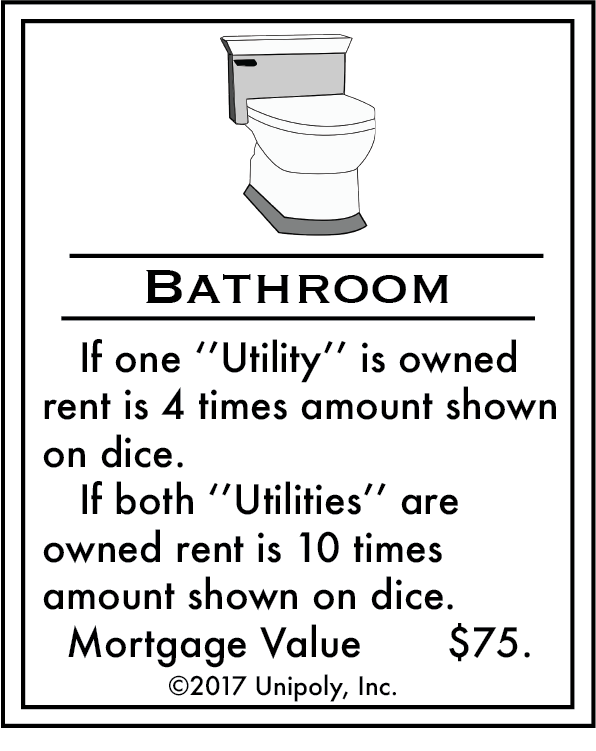 BATHROOM
If one ‘‘Utility’’ is owned
rent is 4 times amount shown
on dice.
If both ‘‘Utilities’’ are
owned rent is 10 times
amount shown on dice.
Mortgage Value $75.
©2017 Unipoly, Inc.